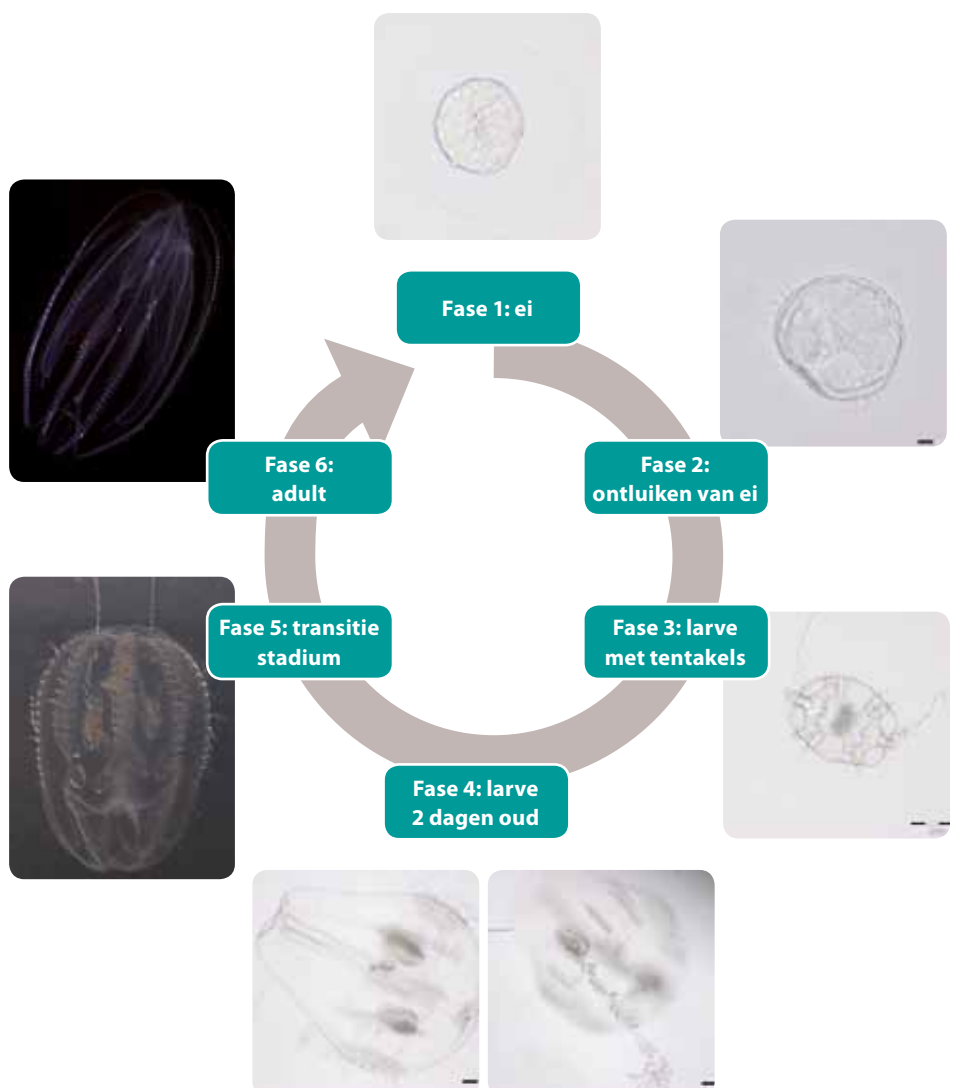 Fase 1: ei
Fase 2:
ontluiken van ei
Fase 3: larve
met tentakels
Fase 4: larve
2 dagen oud
Fase 5: transitie
stadium
Fase 6:
adult